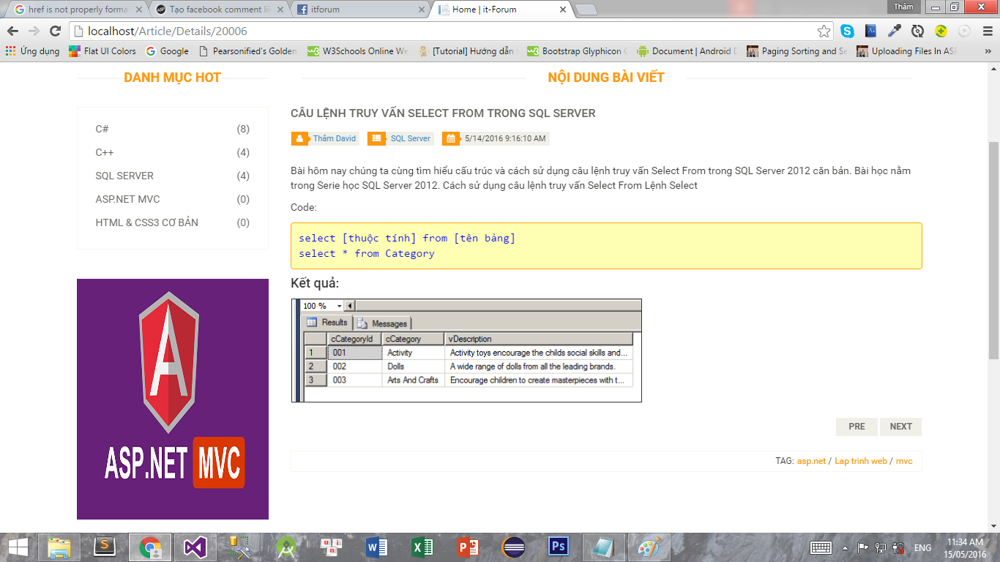 href is not properly format
Tạo facebook comment lik
itforum
Home | it-Forum
Thâm
localhost/Article/Details/20006
Ứng dụng
Flat UI Colors
Google
Pearsonified's Golden
W3Schools Online We
[Tutorial] Hướng dẫn
Bootstrap Glyphicon C
Document | Android D
Paging Sorting and Se
Uploading Files In ASP
»
DANH MỤC HOT
C# (8)
C++ (4)
SQL SERVER (4)
ASP.NET MVC (0)
HTML & CSS3 CƠ BẢN (0)
A
ASP.NET MVC
NỘI DUNG BÀI VIẾT
CÂU LỆNH TRUY VẤN SELECT FROM TRONG SQL SERVER
Thâm David SQL Server 5/14/2016 9:16:10 AM
Bài hôm nay chúng ta cùng tìm hiểu cấu trúc và cách sử dụng câu lệnh truy vấn Select From trong SQL Server 2012 căn bản. Bài học nằm
trong Serie học SQL Server 2012. Cách sử dụng câu lệnh truy vấn Select From Lệnh Select
Code:
select [thuộc tính] from [tên bảng]
select * from Category
Kết quả:
100 %
Results Messages
cCategoryId cCategory vDescription
1 001 Activity Activity toys encourage the childs social skills and...
2 002 Dolls A wide range of dolls from all the leading brands.
3 003 Arts And Crafts Encourage children to create masterpieces with t...
PRE NEXT
TAG: asp.net / Lap trinh web / mvc
ENG
11:34 AM
15/05/2016